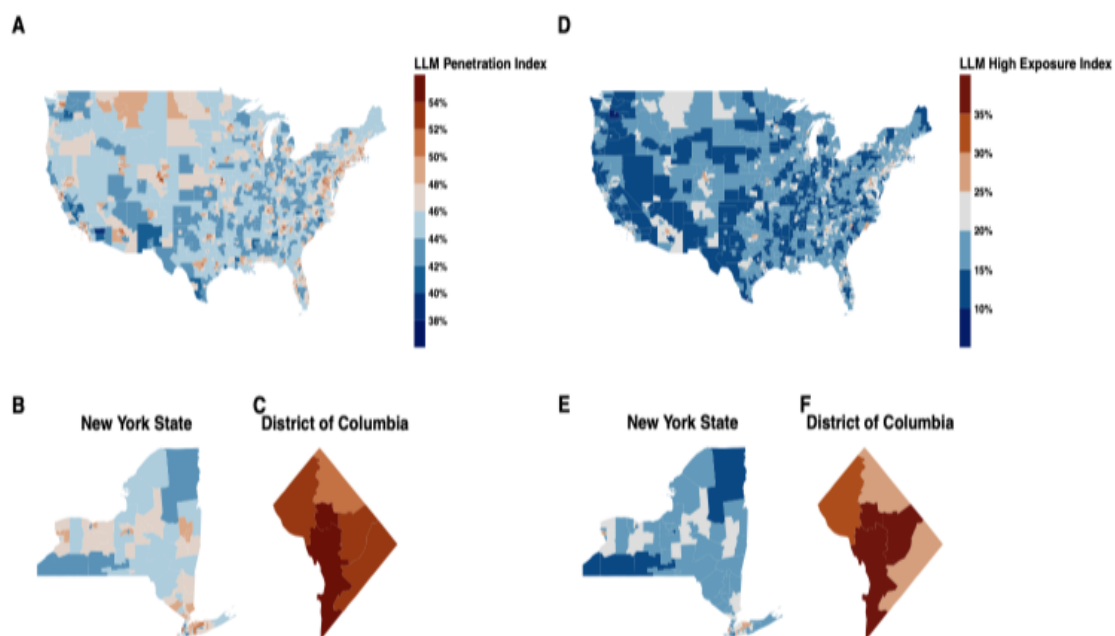 A
LLM Penetration Index
54%
52%
50%
48%
46%
44%
42%
40%
38%
D
LLM High Exposure Index
35%
30%
25%
20%
15%
10%
B
New York State
C
District of Columbia
E
New York State
F
District of Columbia